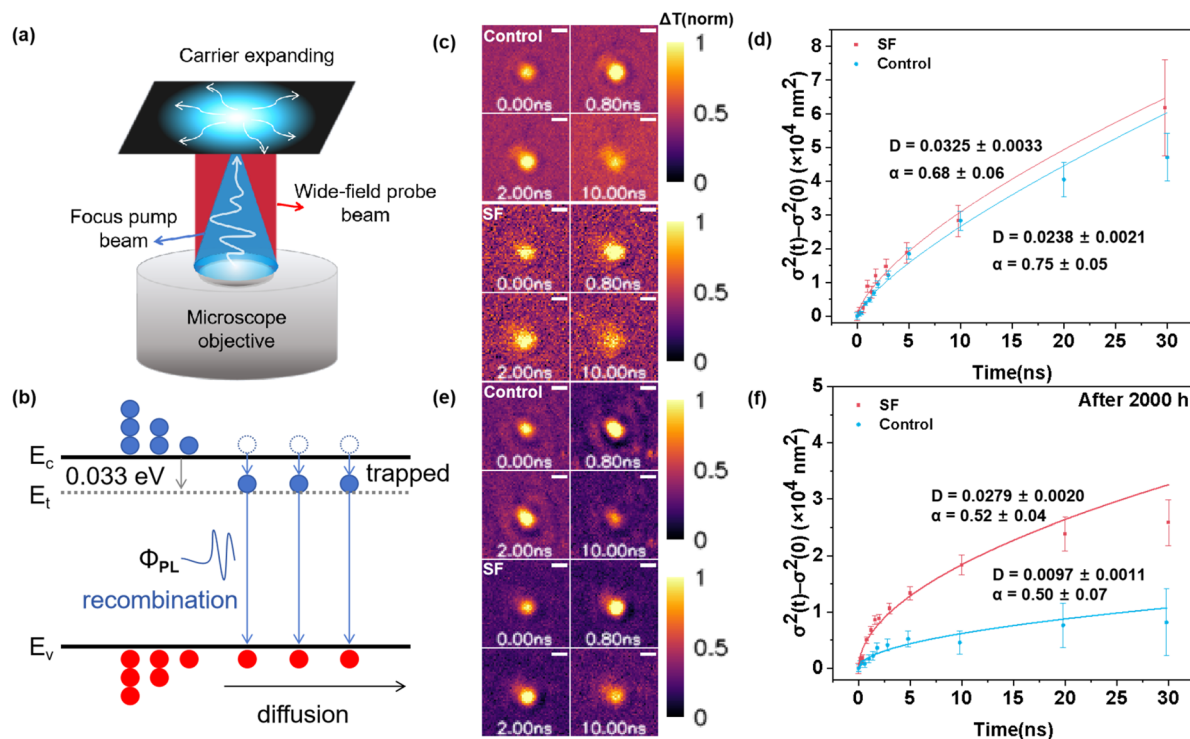 (a)
Carrier expanding
Wide-field probe
beam
Focus pump
beam
Microscope
objective
(b)
E_c
0.033 eV
trapped
E_t
Φ_PL
recombination
E_v
diffusion
(c)
ΔT(norm)
Control
0.00ns
0.80ns
2.00ns
10.00ns
1
0.5
0
SF
0.00ns
0.80ns
2.00ns
10.00ns
1
0.5
0
(e)
Control
0.00ns
0.80ns
2.00ns
10.00ns
1
0.5
0
SF
0.00ns
0.80ns
2.00ns
10.00ns
1
0.5
0
(d)
SF
Control
D = 0.0325 ± 0.0033
α = 0.68 ± 0.06
D = 0.0238 ± 0.0021
α = 0.75 ± 0.05
σ²(t)–σ²(0) (×10⁴ nm²)
8
7
6
5
4
3
2
1
0
0 5 10 15 20 25 30
Time(ns)
(f)
After 2000 h
SF
Control
D = 0.0279 ± 0.0020
α = 0.52 ± 0.04
D = 0.0097 ± 0.0011
α = 0.50 ± 0.07
σ²(t)–σ²(0) (×10⁴ nm²)
5
4
3
2
1
0
0 5 10 15 20 25 30
Time(ns)